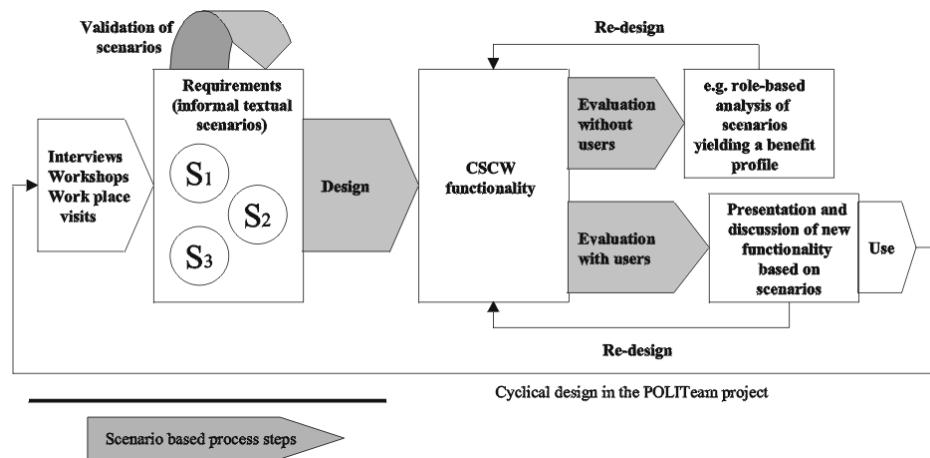 Validation of
scenarios
Re-design
Requirements
(informal textual
scenarios)
S1
S2
S3
Interviews
Workshops
Work place
visits
Design
CSCW
functionality
Evaluation
without
users
e.g. role-based
analysis of
scenarios
yielding a benefit
profile
Evaluation
with users
Presentation and
discussion of new
functionality
based on
scenarios
Use
Re-design
Cyclical design in the POLITeam project
Scenario based process steps